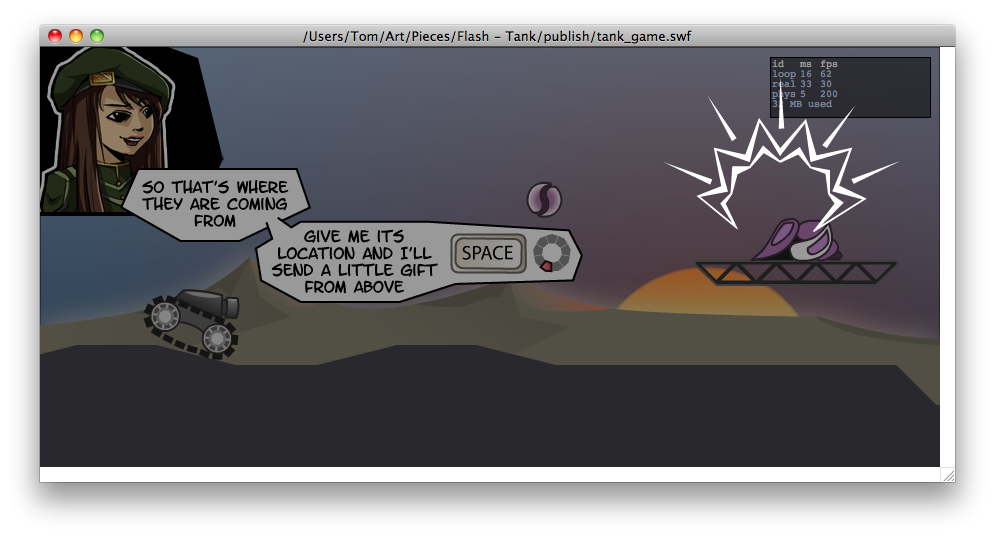 /Users/Tom/Art/Pieces/Flash – Tank/publish/tank_game.swf
id ms fps
loop 16 62
real 33 30
phys 5 200
MB used
SO THAT'S WHERE
THEY ARE COMING
FROM
GIVE ME ITS
LOCATION AND I'LL
SEND A LITTLE GIFT
FROM ABOVE
SPACE